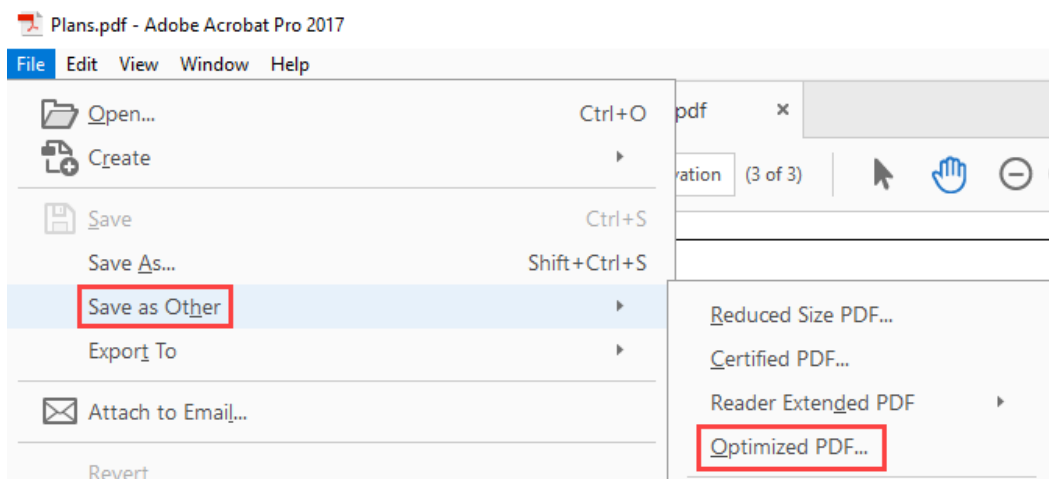 Plans.pdf - Adobe Acrobat Pro 2017
File Edit View Window Help
Open... Ctrl+O
pdf ×
Create
(3 of 3)
Save Ctrl+S
Save As... Shift+Ctrl+S
Save as Other
Reduced Size PDF...
Export To
Certified PDF...
Reader Extended PDF
Attach to Email...
Optimized PDF...
Revert